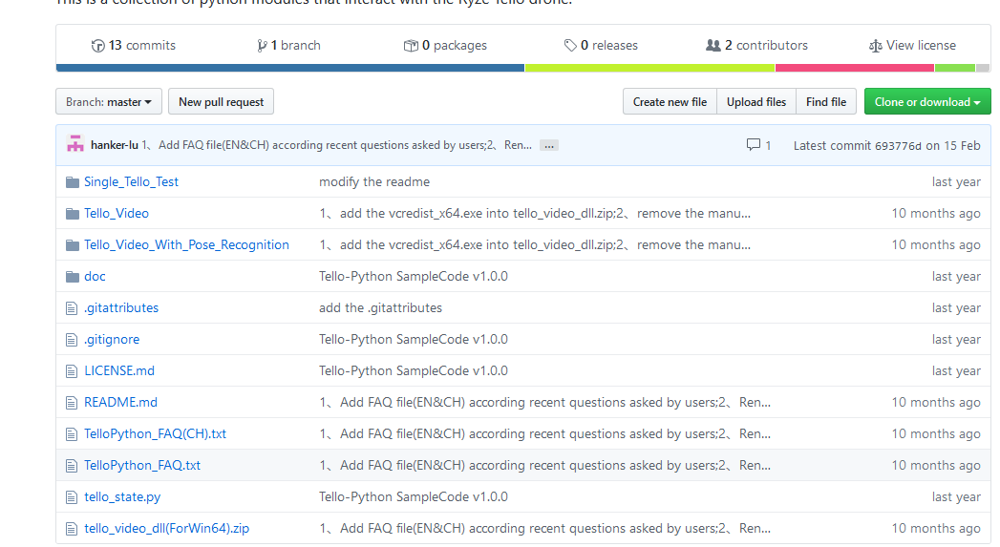 This is a collection of python modules that interact with the Ryze Tello drone.
13 commits 1 branch 0 packages 0 releases 2 contributors View license
Branch: master New pull request Create new file Upload files Find file Clone or download
hanker-lu 1、Add FAQ file(EN&CH) according recent questions asked by users;2、Ren... ... 1 Latest commit 693776d on 15 Feb
Single_Tello_Test modify the readme last year
Tello_Video 1、add the vcredist_x64.exe into tello_video_dll.zip;2、remove the manu... 10 months ago
Tello_Video_With_Pose_Recognition 1、add the vcredist_x64.exe into tello_video_dll.zip;2、remove the manu... 10 months ago
doc Tello-Python SampleCode v1.0.0 last year
.gitattributes add the .gitattributes last year
.gitignore Tello-Python SampleCode v1.0.0 last year
LICENSE.md Tello-Python SampleCode v1.0.0 last year
README.md 1、Add FAQ file(EN&CH) according recent questions asked by users;2、Ren... 10 months ago
TelloPython_FAQ(CH).txt 1、Add FAQ file(EN&CH) according recent questions asked by users;2、Ren... 10 months ago
TelloPython_FAQ.txt 1、Add FAQ file(EN&CH) according recent questions asked by users;2、Ren... 10 months ago
tello_state.py Tello-Python SampleCode v1.0.0 last year
tello_video_dll(ForWin64).zip 1、Add FAQ file(EN&CH) according recent questions asked by users;2、Ren... 10 months ago